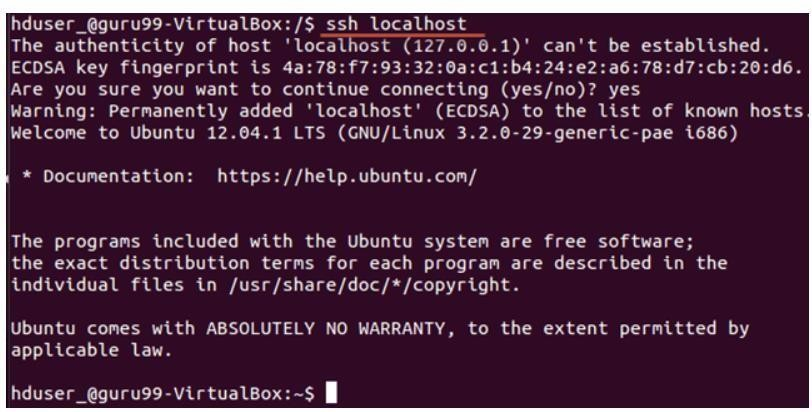 hduser_@guru99-VirtualBox:/$ ssh localhost
The authenticity of host 'localhost (127.0.0.1)' can't be established.
ECDSA key fingerprint is 4a:78:f7:93:32:0a:c1:b4:24:e2:a6:78:d7:cb:20:d6.
Are you sure you want to continue connecting (yes/no)? yes
Warning: Permanently added 'localhost' (ECDSA) to the list of known hosts.
Welcome to Ubuntu 12.04.1 LTS (GNU/Linux 3.2.0-29-generic-pae i686)
* Documentation:  https://help.ubuntu.com/
The programs included with the Ubuntu system are free software;
the exact distribution terms for each program are described in the
individual files in /usr/share/doc/*/copyright.
Ubuntu comes with ABSOLUTELY NO WARRANTY, to the extent permitted by
applicable law.
hduser_@guru99-VirtualBox:~$